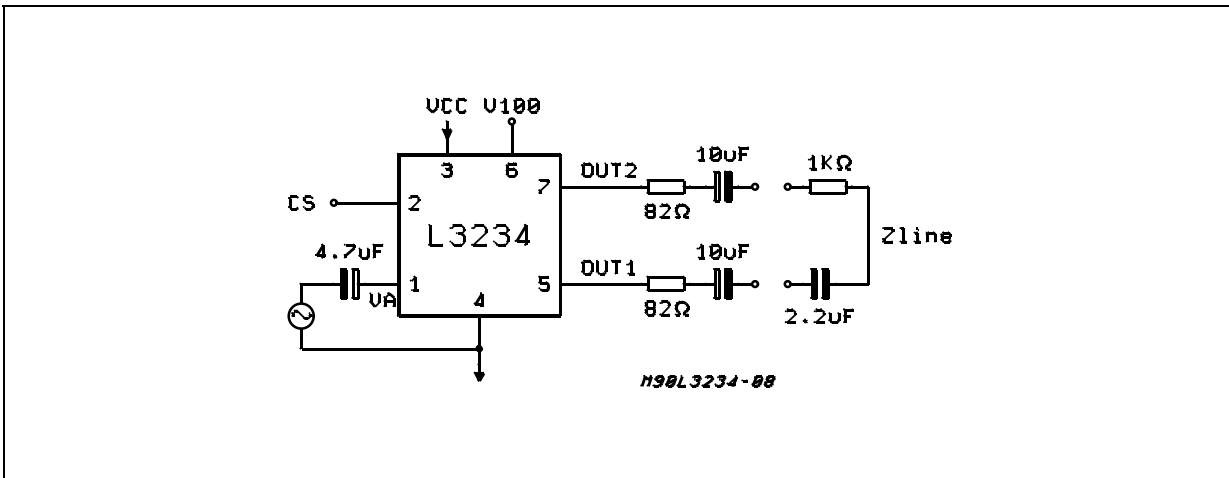 VCC V100
3 6
OUT2 10uF 1KΩ
7
82Ω
CS 2
L3234
Zline
4.7uF
OUT1 10uF
1 5
VA 4
82Ω 2.2uF
M90L3234-08